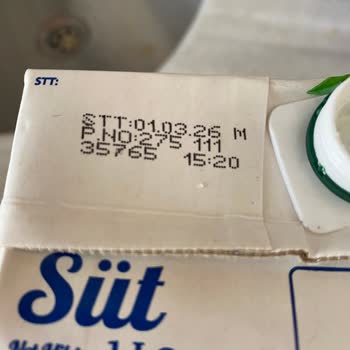 STT:
STT:01.03.26 M
P.NO:275 111
35765 15:20
Süt